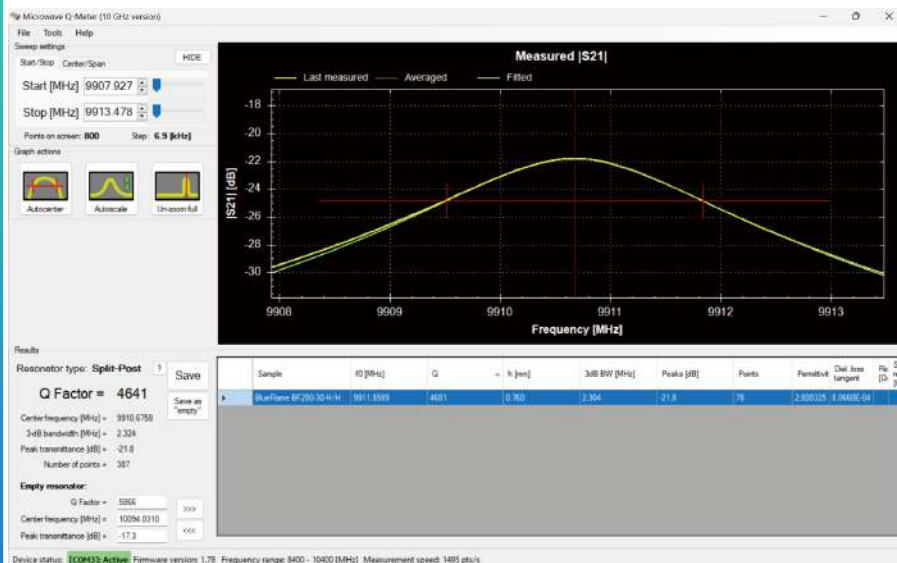 Microwave Q-Meter (10 GHz version)
File Tools Help
Sweep settings
Start/Stop Center/Span HIDE
Start [MHz] 9907.927
Stop [MHz] 9913.478
Points on screen: 800 Step: 6.9 [kHz]
Graph actions
Autocenter Autoscale Un-zoom full
Measured |S21|
Last measured Averaged Fitted
-18
-20
-22
-24
-26
-28
-30
|S21| [dB]
9908 9909 9910 9911 9912 9913
Frequency [MHz]
Results
Resonator type: Split-Post ? Save
Q Factor = 4641
Save as "empty"
Center frequency [MHz] = 9910.6758
3-dB bandwidth [MHz] = 2.324
Peak transmittance [dB] = -21.8
Number of points = 387
Empty resonator:
Q Factor = 5866
Center frequency [MHz] = 10094.0310
Peak transmittance [dB] = -17.3
>>>
<<<
Sample f0 [MHz] Q h [mm] 3dB BW [MHz] Peaks [dB] Points Permittivit Diel. loss tangent
BlueFlame BF200-30-H/H 9911.8589 4601 0.760 2.304 -21.8 78 2.800325 8.0660E-04
Device status: [COM33]: Active Firmware version: 1.78 Frequency range: 8400 - 10400 [MHz] Measurement speed: 1485 pts/s